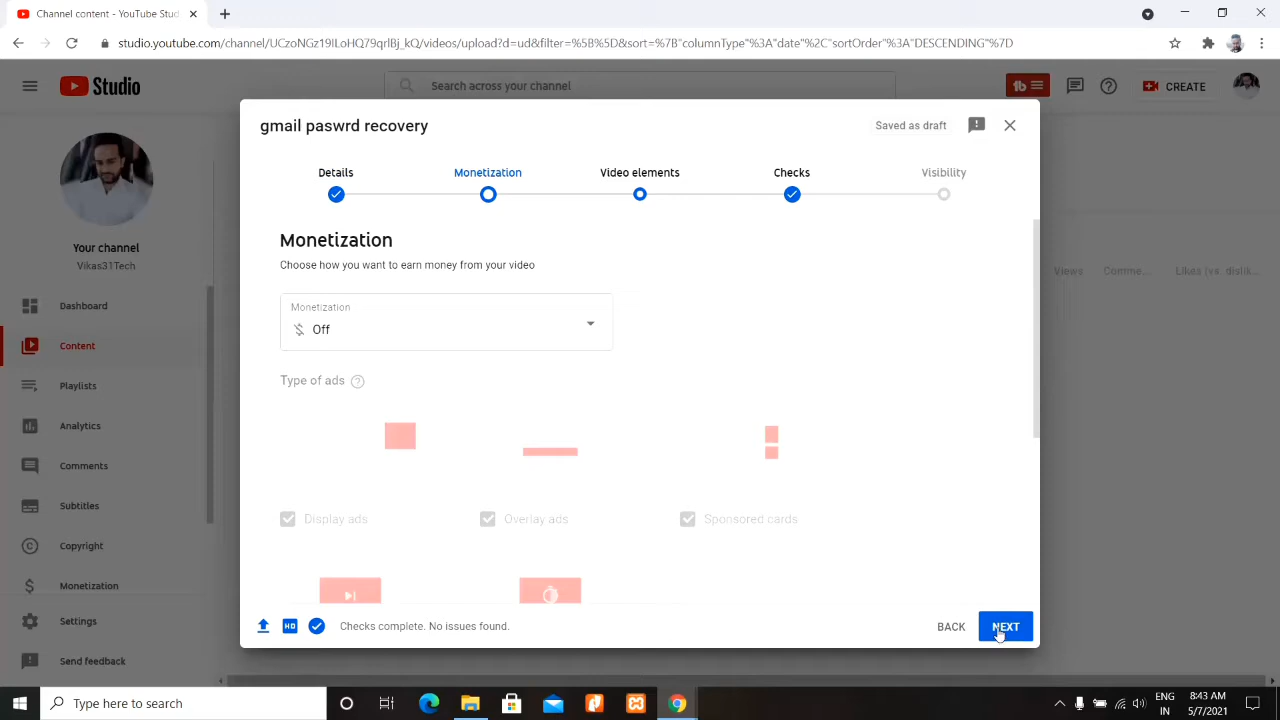 Channel content - YouTube Stud
studio.youtube.com/channel/UCzoNGz19ILoHQ79qrlBj_kQ/videos/upload?d=ud&filter=%5B%5D&sort=%7B"columnType"%3A"date"%2C"sortOrder"%3A"DESCENDING"%7D
Studio
Search across your channel
CREATE
gmail paswrd recovery
Saved as draft
Details
Monetization
Video elements
Checks
Visibility
Monetization
Choose how you want to earn money from your video
Monetization
Off
Type of ads
Display ads
Overlay ads
Sponsored cards
Checks complete. No issues found.
BACK
NEXT
Your channel
Vikas31Tech
Dashboard
Content
Playlists
Analytics
Comments
Subtitles
Copyright
Monetization
Settings
Send feedback
Views
Comme...
Likes (vs. dislik...
Type here to search
ENG
IN
8:43 AM
5/7/2021